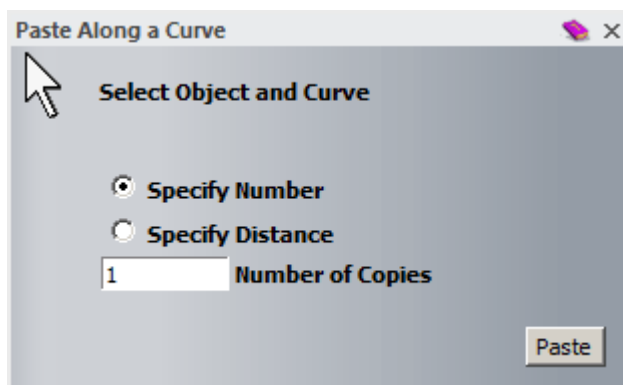 Paste Along a Curve
Select Object and Curve
Specify Number
Specify Distance
1 Number of Copies
Paste